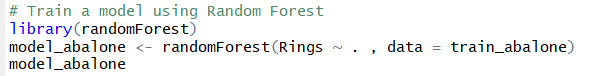 # Train a model using Random Forest
library(randomForest)
model_abalone <- randomForest(Rings ~ . , data = train_abalone)
model_abalone